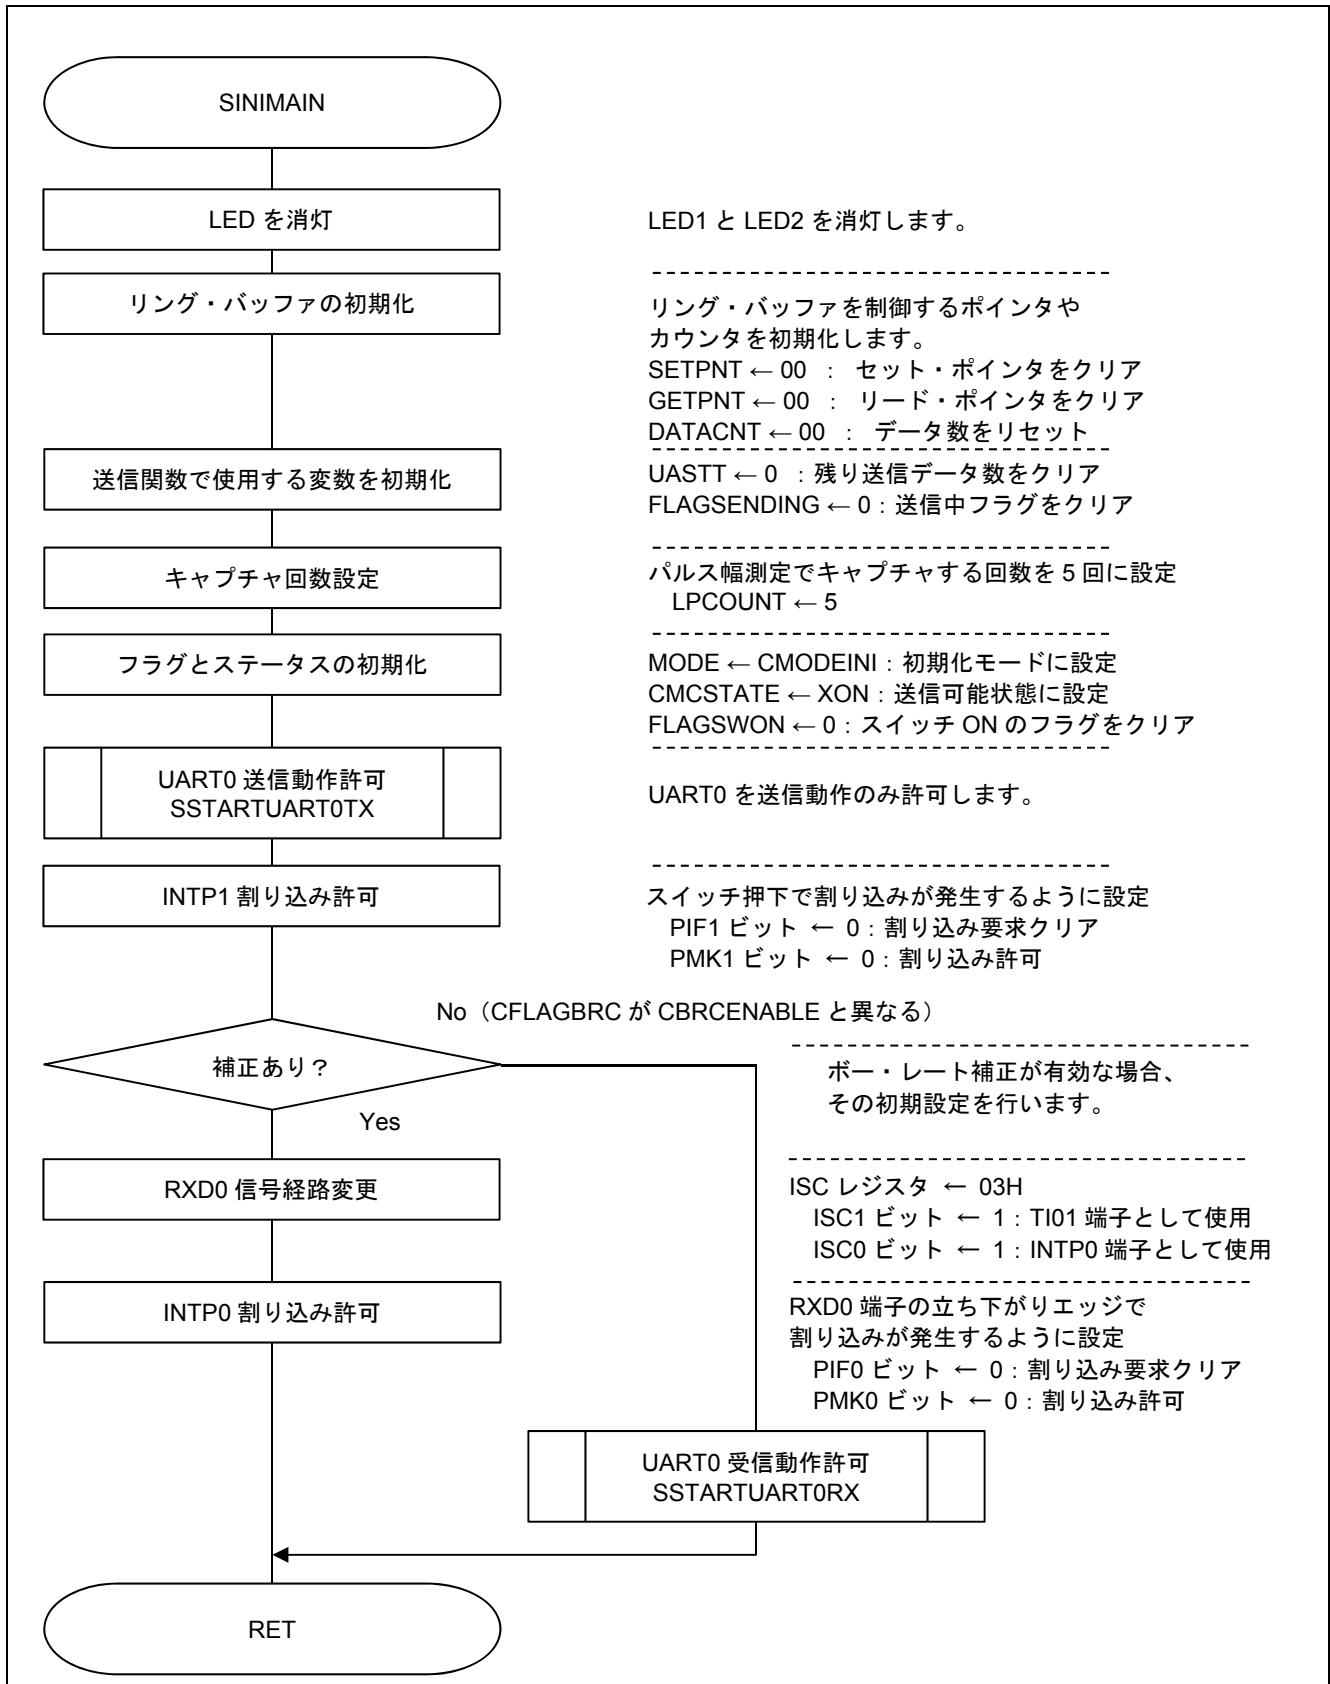 SINIMAIN
LED を消灯
LED1 と LED2 を消灯します。
リング・バッファの初期化
リング・バッファを制御するポインタや
カウンタを初期化します。
SETPNT ← 00 ： セット・ポインタをクリア
GETPNT ← 00 ： リード・ポインタをクリア
DATACNT ← 00 ： データ数をリセット
送信関数で使用する変数を初期化
UASTT ← 0 ：残り送信データ数をクリア
FLAGSENDING ← 0：送信中フラグをクリア
キャプチャ回数設定
パルス幅測定でキャプチャする回数を 5 回に設定
LPCOUNT ← 5
フラグとステータスの初期化
MODE ← CMODEINI：初期化モードに設定
CMCSTATE ← XON：送信可能状態に設定
FLAGSWON ← 0：スイッチ ON のフラグをクリア
UART0 送信動作許可
SSTARTUART0TX
UART0 を送信動作のみ許可します。
INTP1 割り込み許可
スイッチ押下で割り込みが発生するように設定
PIF1 ビット ← 0：割り込み要求クリア
PMK1 ビット ← 0：割り込み許可
No（CFLAGBRC が CBRCENABLE と異なる）
補正あり？
ボー・レート補正が有効な場合、
その初期設定を行います。
Yes
RXD0 信号経路変更
ISC レジスタ ← 03H
ISC1 ビット ← 1：TI01 端子として使用
ISC0 ビット ← 1：INTP0 端子として使用
INTP0 割り込み許可
RXD0 端子の立ち下がりエッジで
割り込みが発生するように設定
PIF0 ビット ← 0：割り込み要求クリア
PMK0 ビット ← 0：割り込み許可
UART0 受信動作許可
SSTARTUART0RX
RET